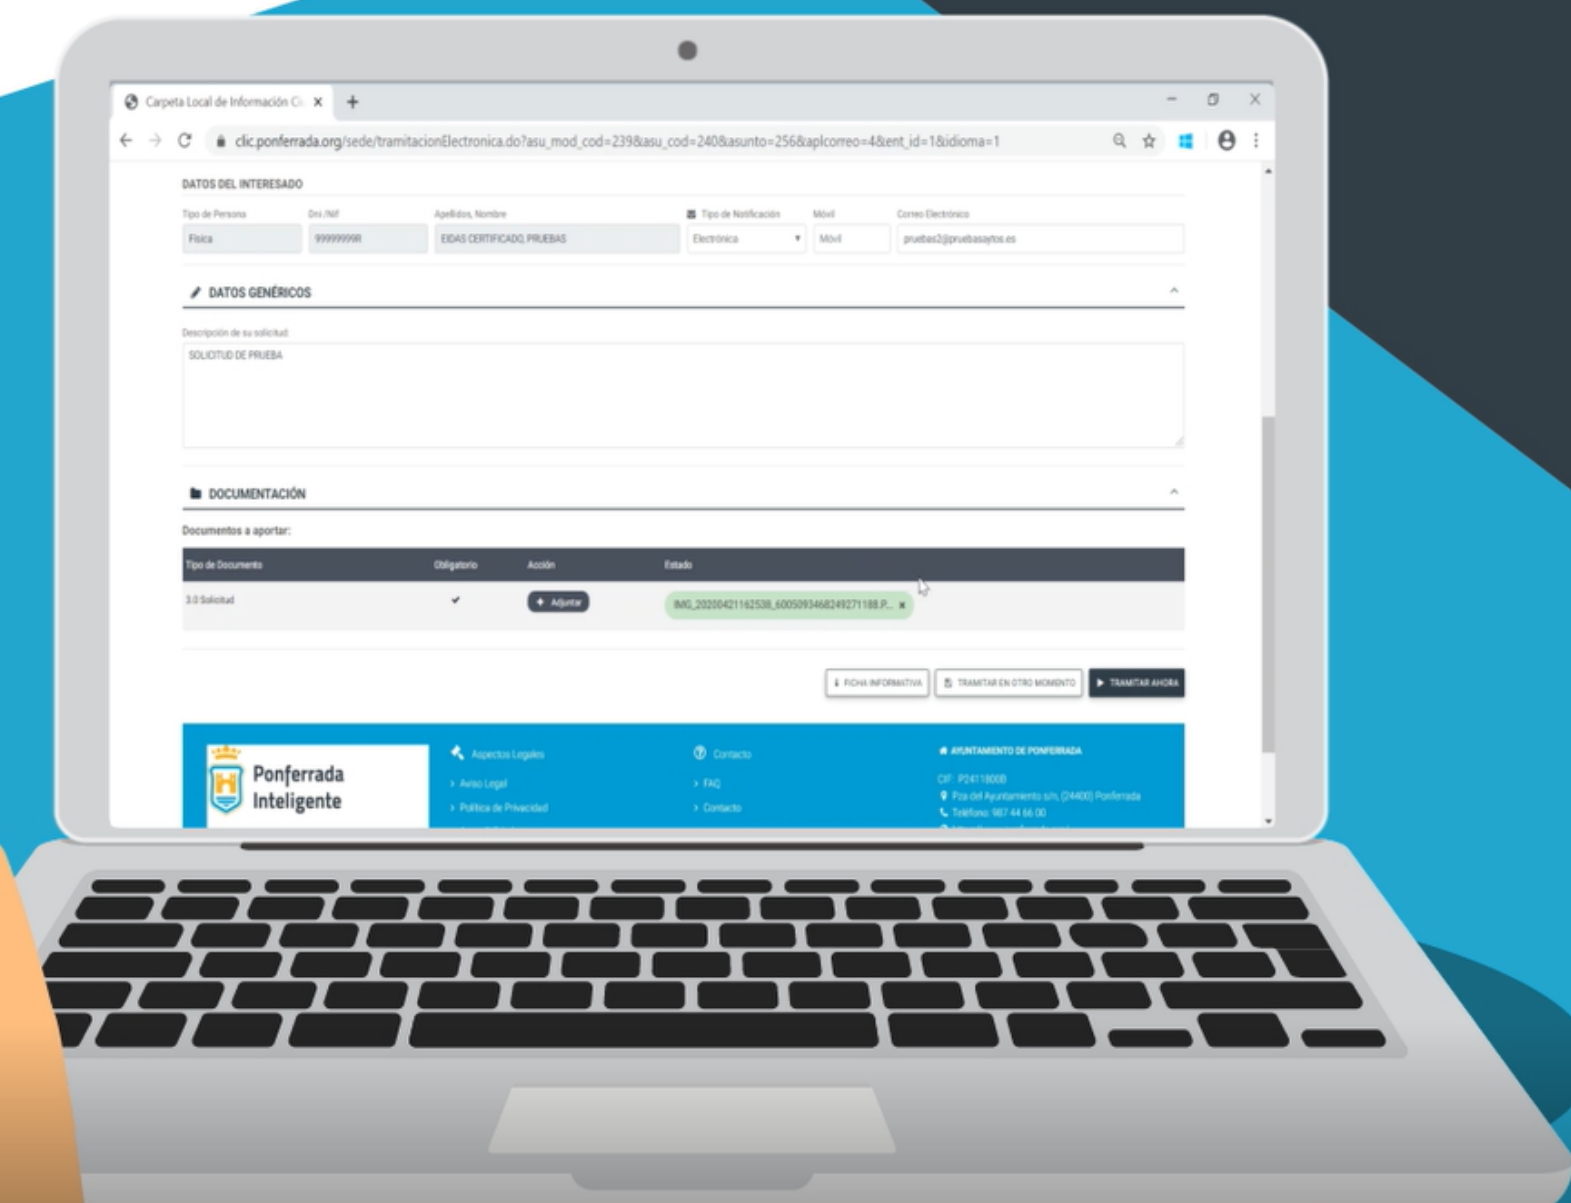 Carpeta Local de Información Ci
clic.ponferrada.org/sede/tramitacionElectronica.do?asu_mod_cod=239&asu_cod=240&asunto=256&aplcorreo=4&ent_id=1&idioma=1
DATOS DEL INTERESADO
Tipo de Persona Dni /Nif Apellidos, Nombre Tipo de Notificación Móvil Correo Electrónico
Física 99999999R EIDAS CERTIFICADO, PRUEBAS Electrónica Móvil pruebas2@pruebasaytos.es
DATOS GENÉRICOS
Descripción de su solicitud:
SOLICITUD DE PRUEBA
DOCUMENTACIÓN
Documentos a aportar:
Tipo de Documento Obligatorio Acción Estado
3.0 Solicitud + Adjuntar IMG_20200421162538_6005093468249271188.P... x
FICHA INFORMATIVA TRAMITAR EN OTRO MOMENTO TRAMITAR AHORA
Ponferrada
Inteligente
Aspectos Legales
> Aviso Legal
> Política de Privacidad
Contacto
> FAQ
> Contacto
AYUNTAMIENTO DE PONFERRADA
CIF: P2411800B
Pza del Ayuntamiento s/n, (24400) Ponferrada
Teléfono: 987 44 66 00